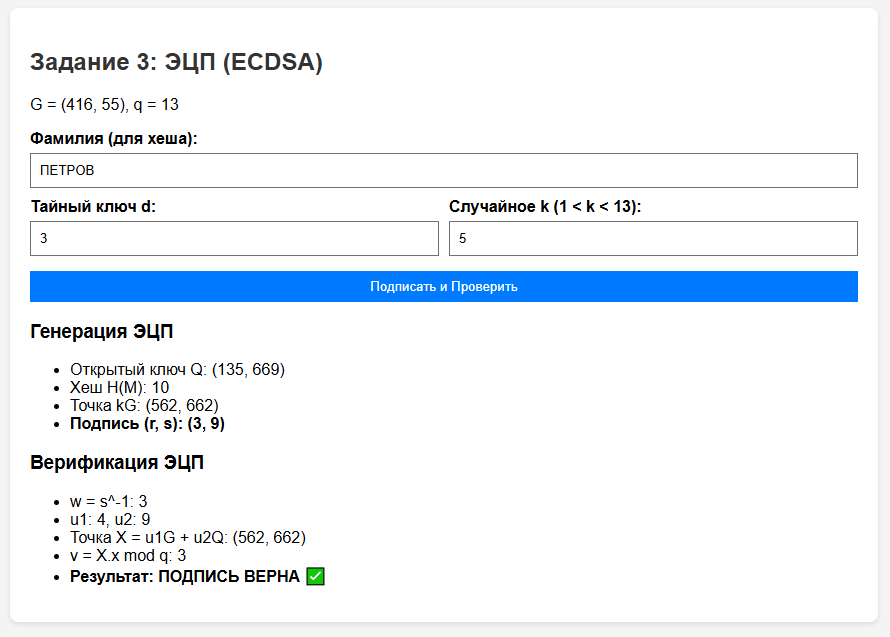 Задание 3: ЭЦП (ECDSA)
G = (416, 55), q = 13
Фамилия (для хеша):
ПЕТРОВ
Тайный ключ d:
Случайное k (1 < k < 13):
3
5
Подписать и Проверить
Генерация ЭЦП
Открытый ключ Q: (135, 669)
Хеш H(M): 10
Точка kG: (562, 662)
Подпись (r, s): (3, 9)
Верификация ЭЦП
w = s^-1: 3
u1: 4, u2: 9
Точка X = u1G + u2Q: (562, 662)
v = X.x mod q: 3
Результат: ПОДПИСЬ ВЕРНА ✅